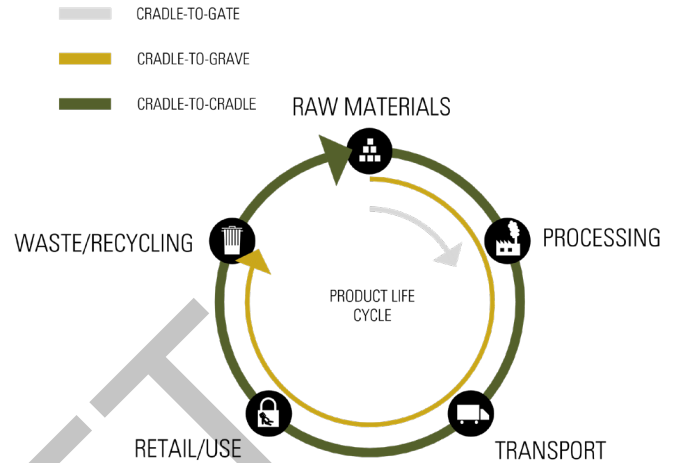 CRADLE-TO-GATE
CRADLE-TO-GRAVE
CRADLE-TO-CRADLE
RAW MATERIALS
WASTE/RECYCLING
PROCESSING
PRODUCT LIFE
CYCLE
RETAIL/USE
TRANSPORT